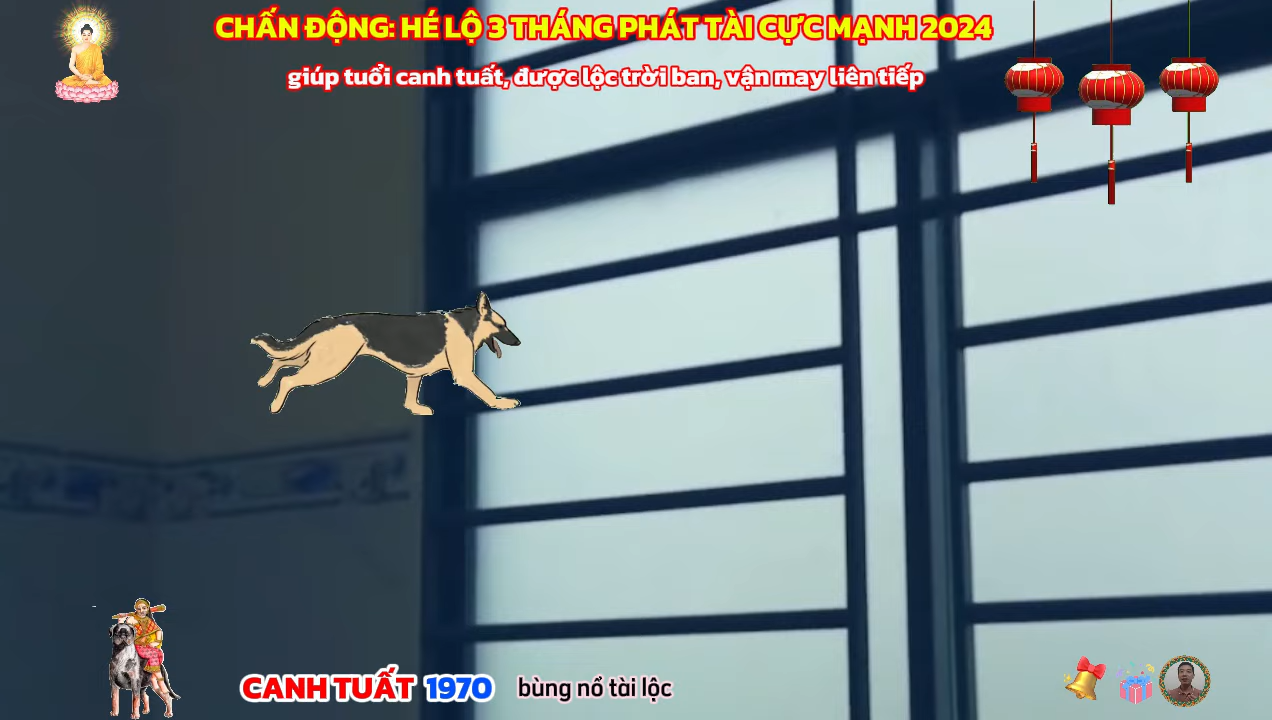 CHẤN ĐỘNG: HÉ LỘ 3 THÁNG PHÁT TÀI CỰC MẠNH 2024
giúp tuổi canh tuất, được lộc trời ban, vận may liên tiếp
CANH TUẤT 1970 bùng nổ tài lộc